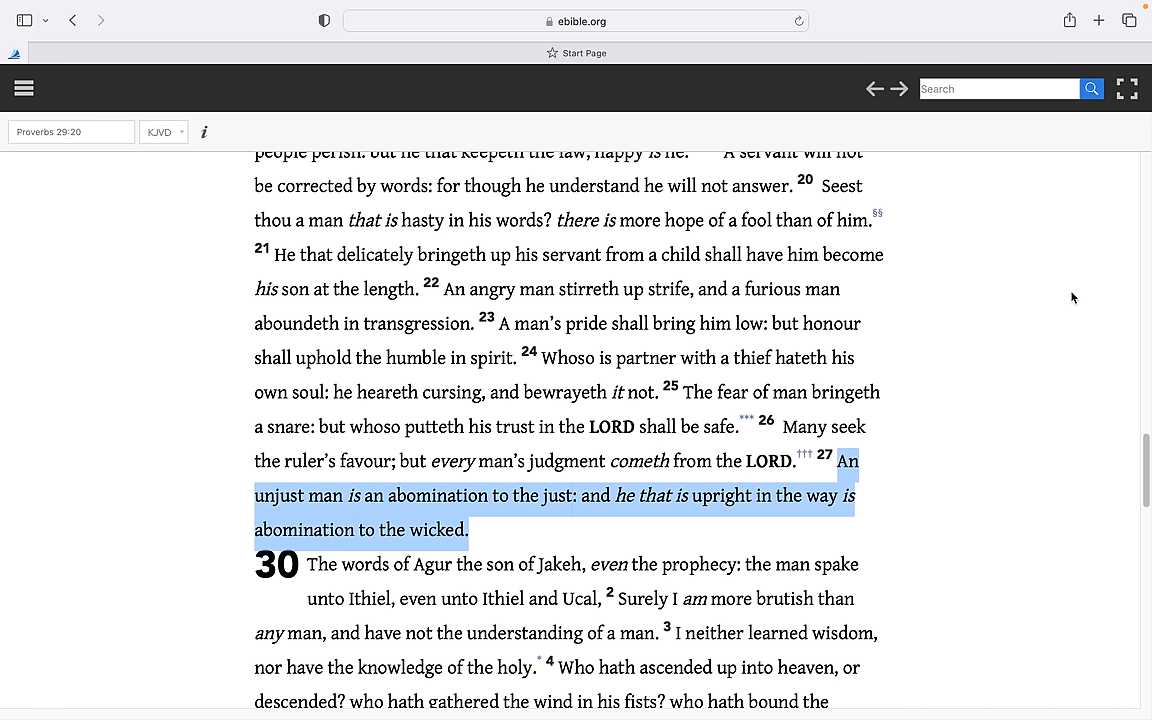 ebible.org
Start Page
Search
Proverbs 29:20
KJVD
i
people perish: but he that keepeth the law, happy is he. A servant will not
be corrected by words: for though he understand he will not answer. 20 Seest
thou a man that is hasty in his words? there is more hope of a fool than of him.§§
21 He that delicately bringeth up his servant from a child shall have him become
his son at the length. 22 An angry man stirreth up strife, and a furious man
aboundeth in transgression. 23 A man’s pride shall bring him low: but honour
shall uphold the humble in spirit. 24 Whoso is partner with a thief hateth his
own soul: he heareth cursing, and bewrayeth it not. 25 The fear of man bringeth
a snare: but whoso putteth his trust in the LORD shall be safe.*** 26 Many seek
the ruler’s favour; but every man’s judgment cometh from the LORD.††† 27 An
unjust man is an abomination to the just: and he that is upright in the way is
abomination to the wicked.
30 The words of Agur the son of Jakeh, even the prophecy: the man spake
unto Ithiel, even unto Ithiel and Ucal, 2 Surely I am more brutish than
any man, and have not the understanding of a man. 3 I neither learned wisdom,
nor have the knowledge of the holy.* 4 Who hath ascended up into heaven, or
descended? who hath gathered the wind in his fists? who hath bound the